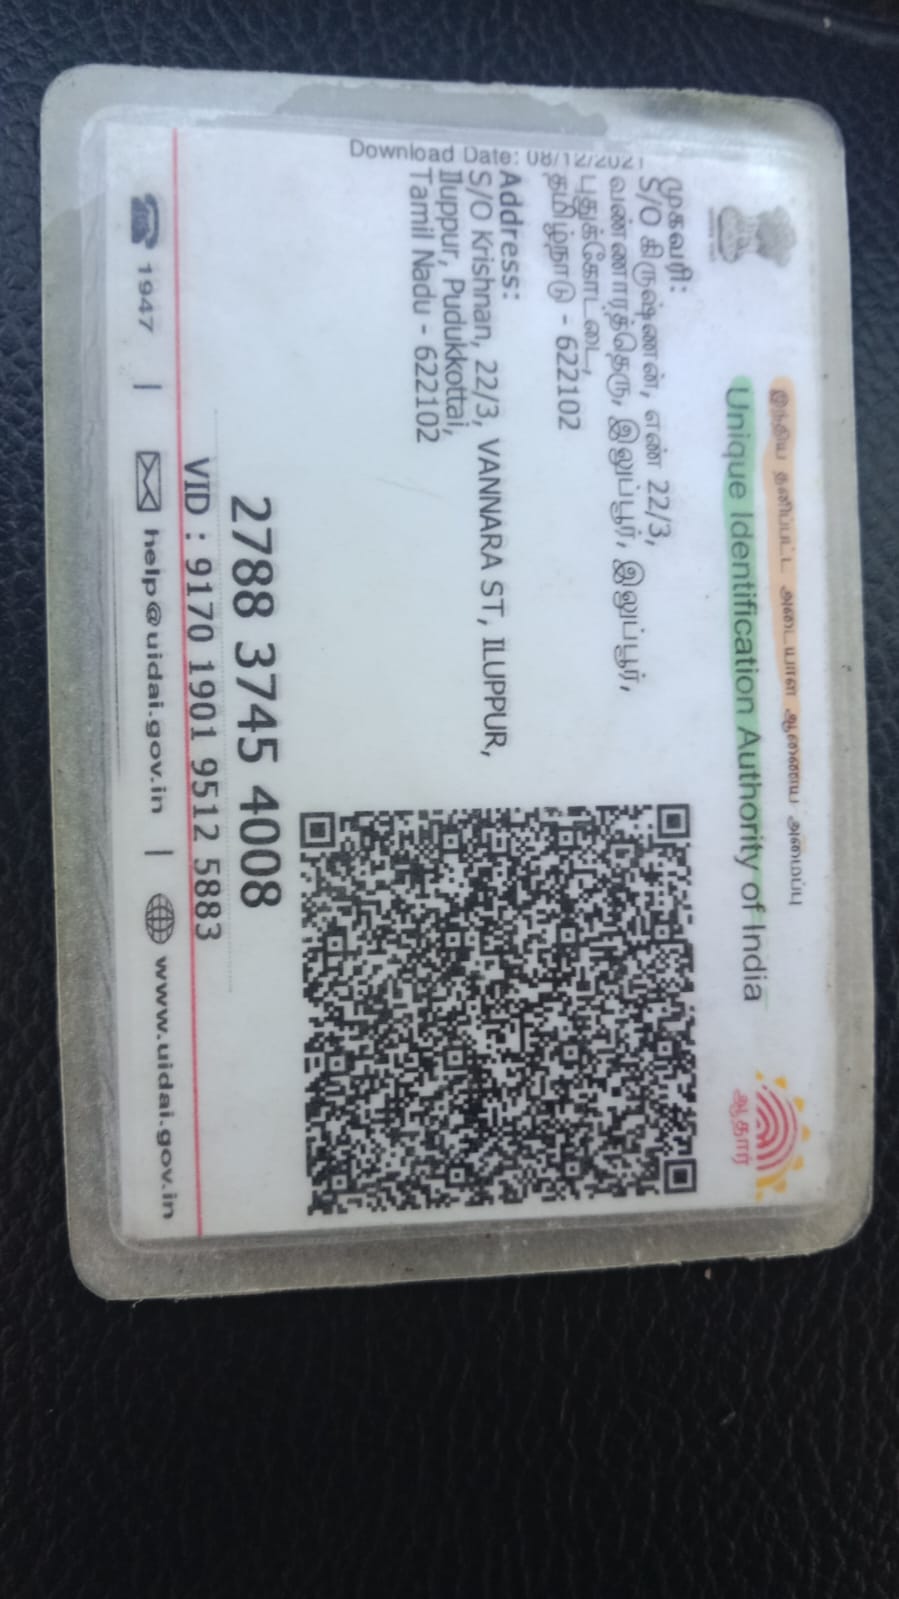 இந்திய தனிப்பட்ட அடையாள ஆணைய அமைப்பு
Unique Identification Authority of India
ஆதார்
முகவரி:
S/O கிருஷ்ணன், எண் 22/3,
வண்ணாரத்தெரு, இலுப்பூர், இலுப்பூர்,
புதுக்கோட்டை,
தமிழ்நாடு - 622102
Address:
S/O Krishnan, 22/3, VANNARA ST, ILUPPUR,
Iluppur, Pudukkottai,
Tamil Nadu - 622102
Download Date: 08/12/2021
2788 3745 4008
VID : 9170 1901 9512 5883
1947 | help@uidai.gov.in | www.uidai.gov.in